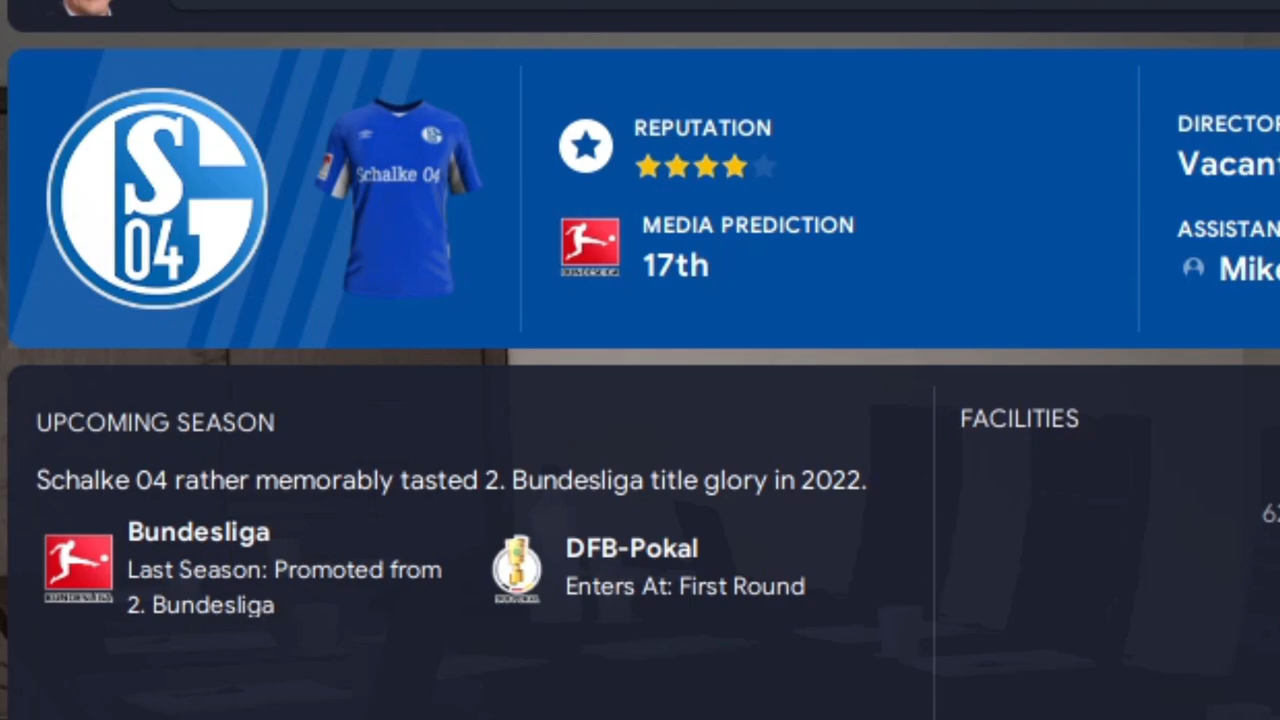 S
04
Schalke 04
REPUTATION
MEDIA PREDICTION
17th
DIRECTOR
Vacant
ASSISTAN
Mike
UPCOMING SEASON
Schalke 04 rather memorably tasted 2. Bundesliga title glory in 2022.
Bundesliga
Last Season: Promoted from
2. Bundesliga
DFB-Pokal
Enters At: First Round
FACILITIES